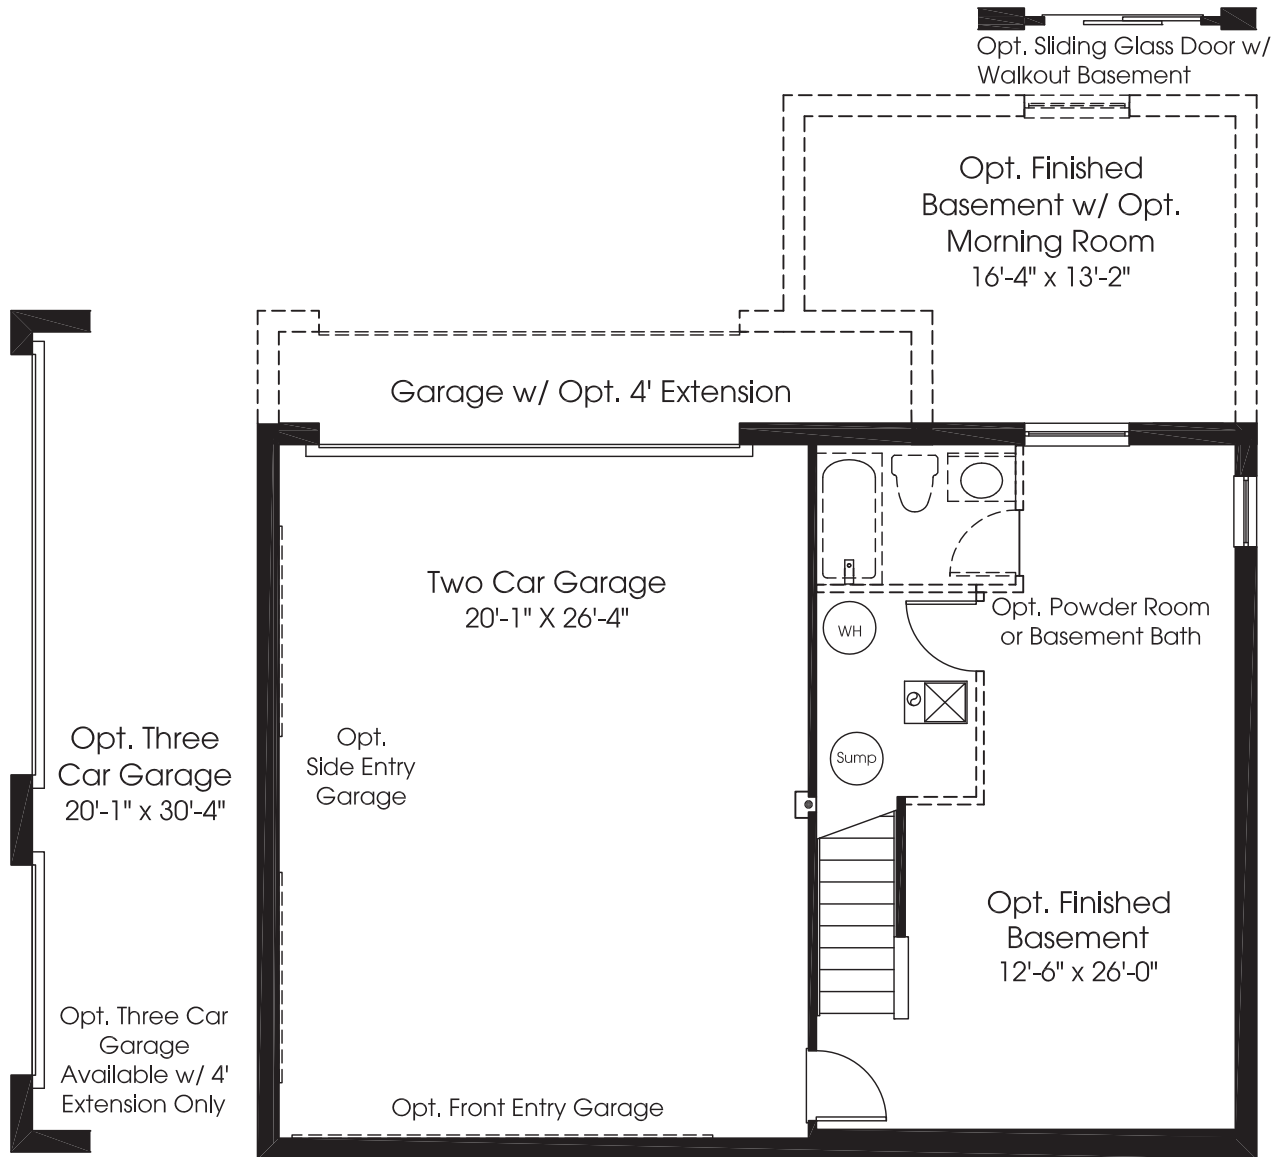 Opt. Sliding Glass Door w/
Walkout Basement
Opt. Finished
Basement w/ Opt.
Morning Room
16'-4" x 13'-2"
Garage w/ Opt. 4' Extension
Two Car Garage
20'-1" X 26'-4"
WH
Opt. Powder Room
or Basement Bath
Opt. Three
Car Garage
20'-1" x 30'-4"
Opt.
Side Entry
Garage
Sump
Opt. Finished
Basement
12'-6" x 26'-0"
Opt. Three Car
Garage
Available w/ 4'
Extension Only
Opt. Front Entry Garage